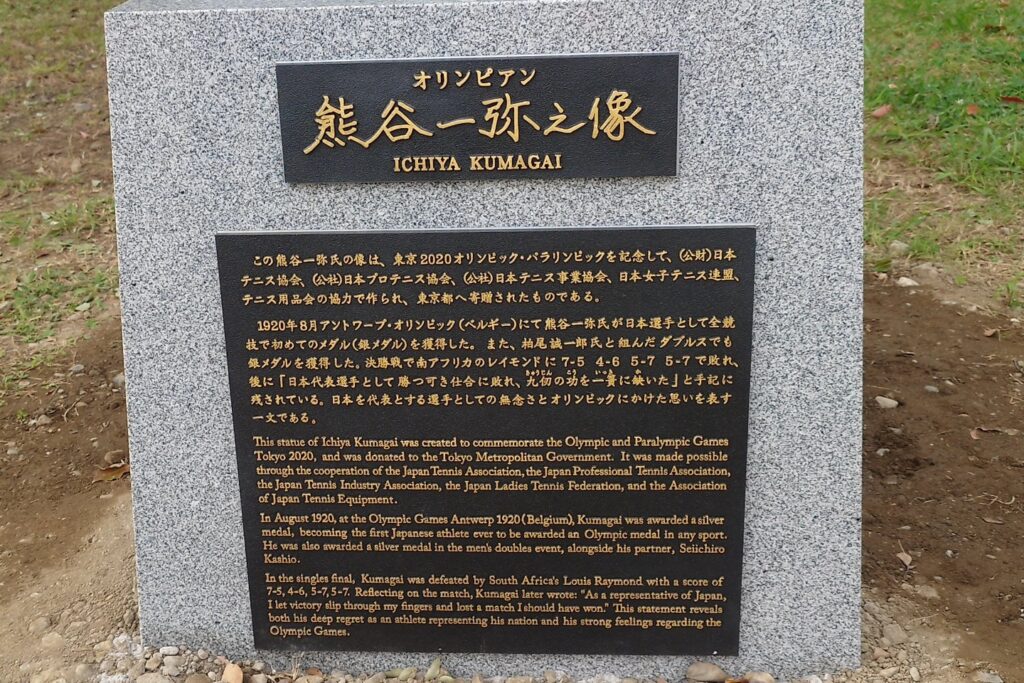 オリンピアン
熊谷一弥之像
ICHIYA KUMAGAI
この熊谷一弥氏の像は、東京2020オリンピック・パラリンピックを記念して、(公財)日本
テニス協会、(公社)日本プロテニス協会、(公社)日本テニス事業協会、日本女子テニス連盟、
テニス用品会の協力で作られ、東京都へ寄贈されたものである。
1920年8月アントワープ・オリンピック(ベルギー)にて熊谷一弥氏が日本選手として全競
技で初めてのメダル(銀メダル)を獲得した。また、柏尾誠一郎氏と組んだダブルスでも
銀メダルを獲得した。決勝戦で南アフリカのレイモンドに 7-5 4-6 5-7 5-7 で敗れ、
きゅうじん こう いっき か
後に「日本代表選手として勝つ可き仕合に敗れ、九仞の功を一簣に缺いた」と手記に
残されている。日本を代表とする選手としての無念さとオリンピックにかけた思いを表す
一文である。
This statue of Ichiya Kumagai was created to commemorate the Olympic and Paralympic Games
Tokyo 2020, and was donated to the Tokyo Metropolitan Government. It was made possible
through the cooperation of the Japan Tennis Association, the Japan Professional Tennis Association,
the Japan Tennis Industry Association, the Japan Ladies Tennis Federation, and the Association
of Japan Tennis Equipment.
In August 1920, at the Olympic Games Antwerp 1920 (Belgium), Kumagai was awarded a silver
medal, becoming the first Japanese athlete ever to be awarded an Olympic medal in any sport.
He was also awarded a silver medal in the men's doubles event, alongside his partner, Seiichiro
Kashio.
In the singles final, Kumagai was defeated by South Africa's Louis Raymond with a score of
7-5, 4-6, 5-7, 5-7. Reflecting on the match, Kumagai later wrote: "As a representative of Japan,
I let victory slip through my fingers and lost a match I should have won." This statement reveals
both his deep regret as an athlete representing his nation and his strong feelings regarding the
Olympic Games.